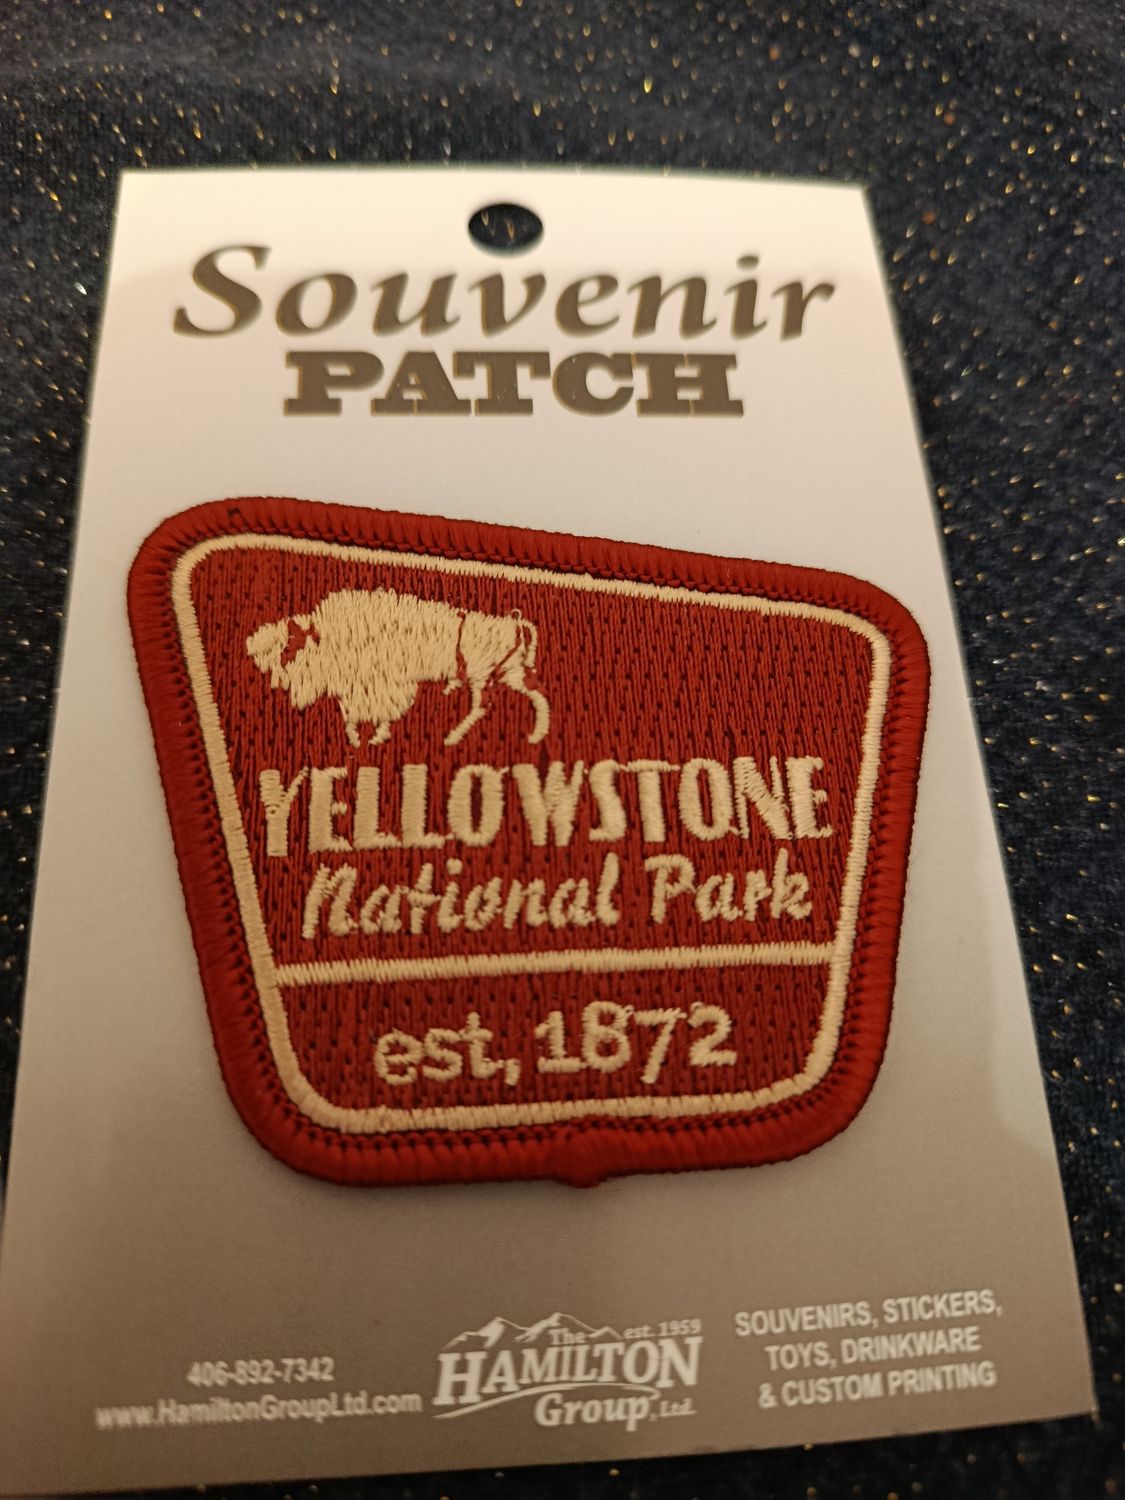 Souvenir
PATCH
YELLOWSTONE
National Park
est, 1872
406-892-7342
www.HamiltonGroupLtd.com
The est. 1959
HAMILTON
Group, Ltd.
SOUVENIRS, STICKERS,
TOYS, DRINKWARE
& CUSTOM PRINTING